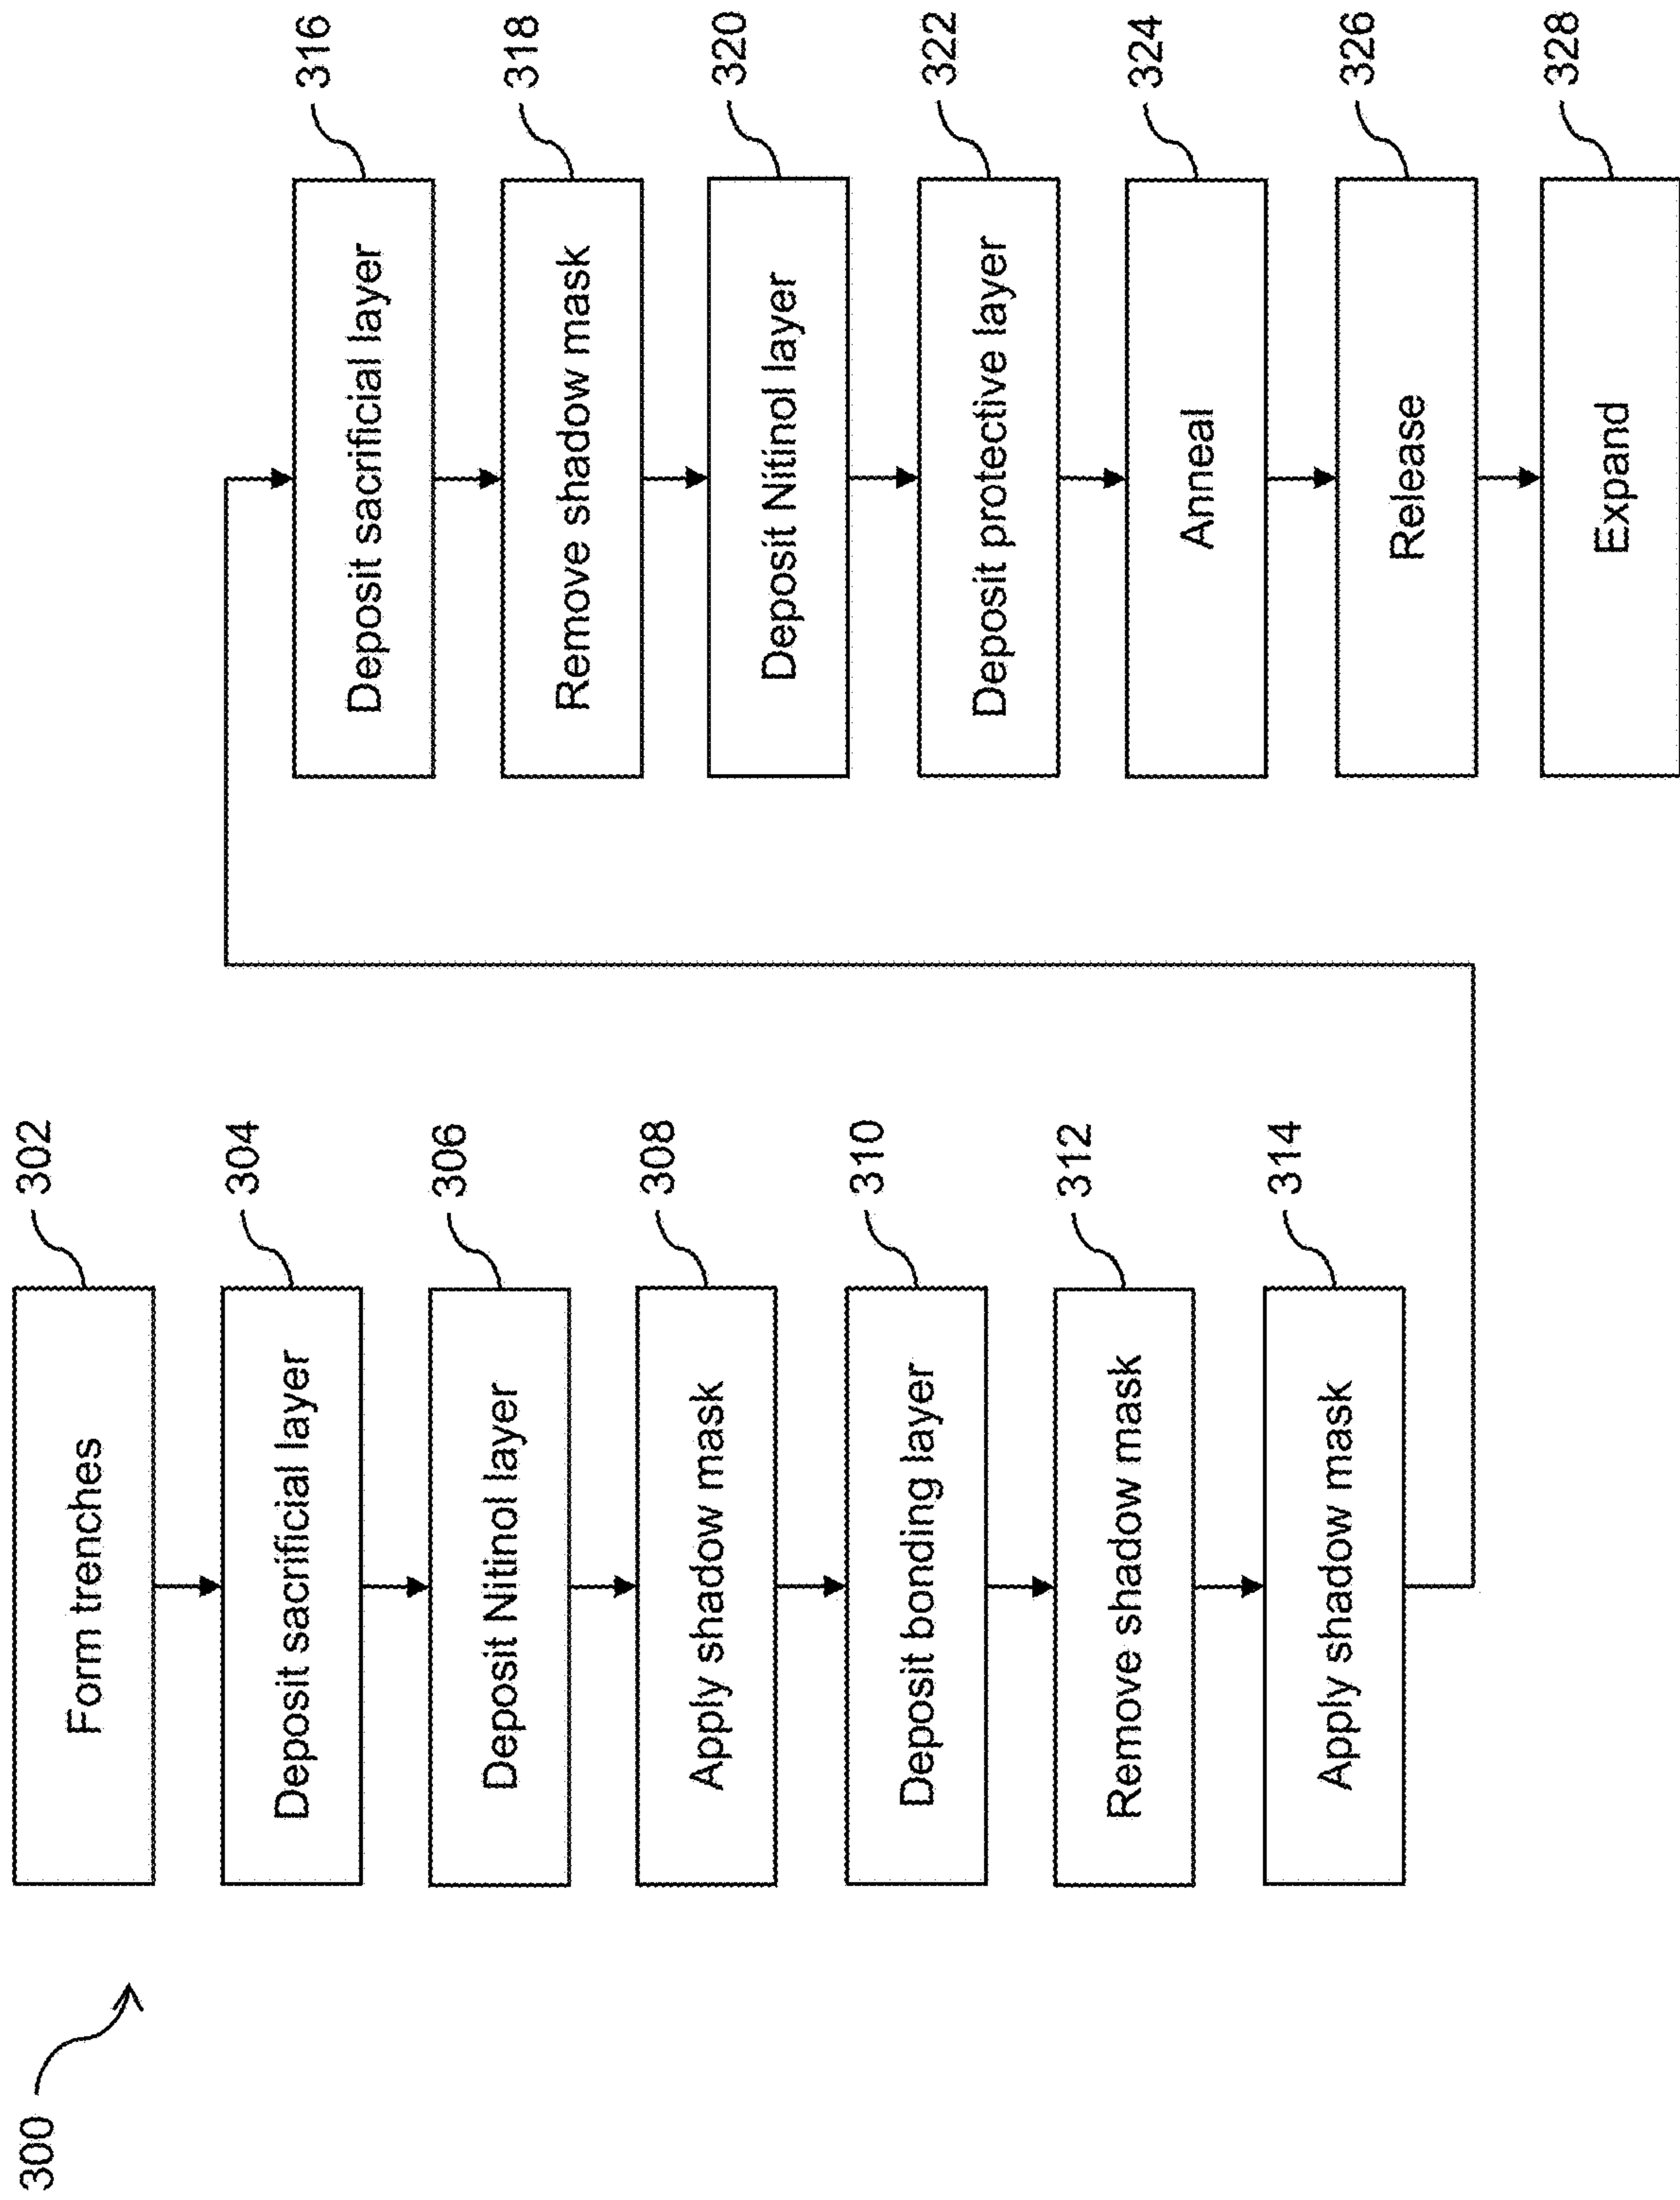 300
Form trenches
302
Deposit sacrificial layer
304
Deposit Nitinol layer
306
Apply shadow mask
308
Deposit bonding layer
310
Remove shadow mask
312
Apply shadow mask
314
Deposit sacrificial layer
316
Remove shadow mask
318
Deposit Nitinol layer
320
Deposit protective layer
322
Anneal
324
Release
326
Expand
328